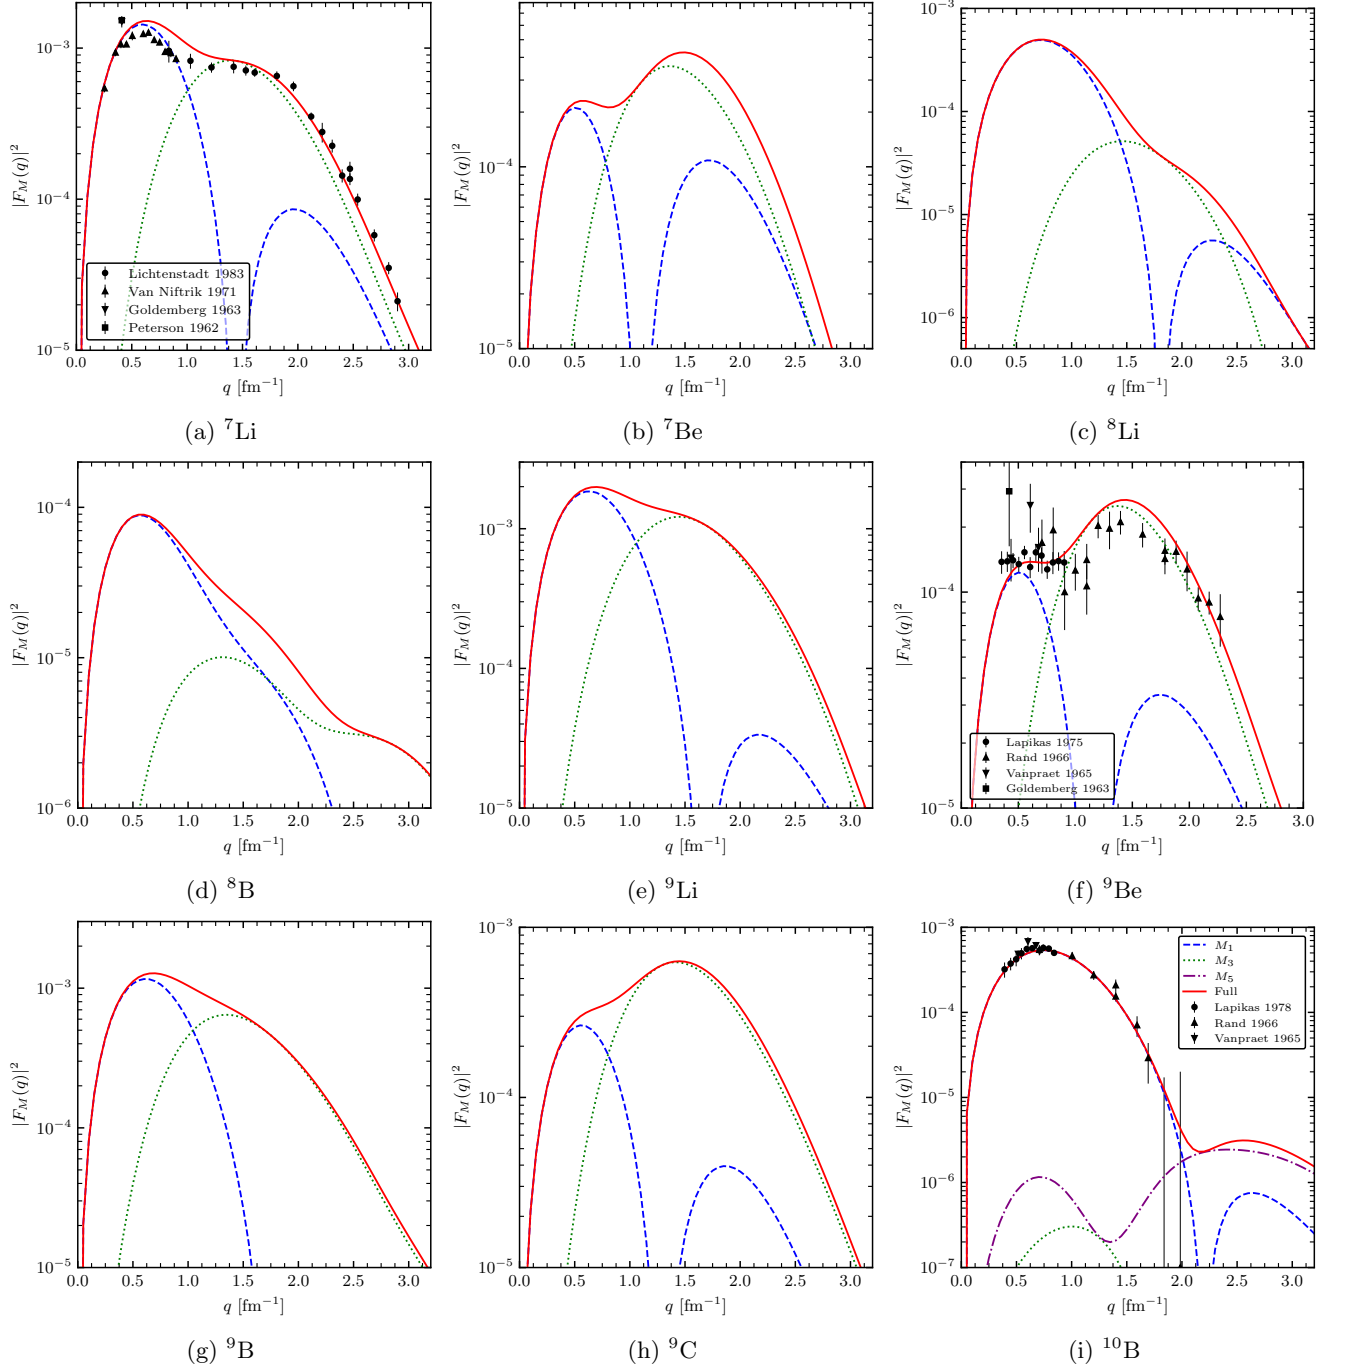 10⁻³
10⁻⁴
10⁻⁵
|F_M(q)|²
0.0 0.5 1.0 1.5 2.0 2.5 3.0
q [fm⁻¹]
Lichtenstadt 1983
Van Niftrik 1971
Goldemberg 1963
Peterson 1962
(a) ⁷Li
10⁻⁴
10⁻⁵
|F_M(q)|²
0.0 0.5 1.0 1.5 2.0 2.5 3.0
q [fm⁻¹]
(b) ⁷Be
10⁻³
10⁻⁴
10⁻⁵
10⁻⁶
|F_M(q)|²
0.0 0.5 1.0 1.5 2.0 2.5 3.0
q [fm⁻¹]
(c) ⁸Li
10⁻⁴
10⁻⁵
10⁻⁶
|F_M(q)|²
0.0 0.5 1.0 1.5 2.0 2.5 3.0
q [fm⁻¹]
(d) ⁸B
10⁻³
10⁻⁴
10⁻⁵
|F_M(q)|²
0.0 0.5 1.0 1.5 2.0 2.5 3.0
q [fm⁻¹]
(e) ⁹Li
10⁻⁴
10⁻⁵
|F_M(q)|²
0.0 0.5 1.0 1.5 2.0 2.5 3.0
q [fm⁻¹]
Lapikas 1975
Rand 1966
Vanpraet 1965
Goldemberg 1963
(f) ⁹Be
10⁻³
10⁻⁴
10⁻⁵
|F_M(q)|²
0.0 0.5 1.0 1.5 2.0 2.5 3.0
q [fm⁻¹]
(g) ⁹B
10⁻³
10⁻⁴
10⁻⁵
|F_M(q)|²
0.0 0.5 1.0 1.5 2.0 2.5 3.0
q [fm⁻¹]
(h) ⁹C
10⁻³
10⁻⁴
10⁻⁵
10⁻⁶
10⁻⁷
|F_M(q)|²
0.0 0.5 1.0 1.5 2.0 2.5 3.0
q [fm⁻¹]
M₁
M₃
M₅
Full
Lapikas 1978
Rand 1966
Vanpraet 1965
(i) ¹⁰B